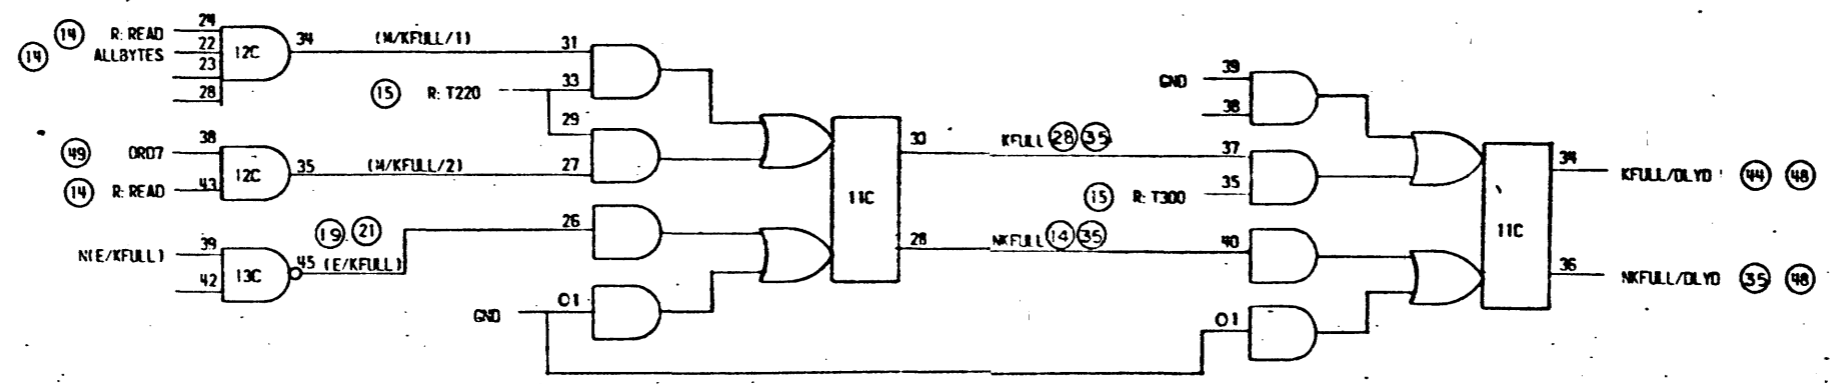 24
14 R: READ
22
14 ALLBYTES
23
28
12C
34 (M/KFULL/1) 31
15 R: T220 33
29
49 ORO7 38
14 R: READ 43
12C
35 (M/KFULL/2) 27
N(E/KFULL) 39
42
13C
45 (E/KFULL)
19 21
26
GND 01
11C
30 KFULL 28 35 37
15 R: T300 35
28 NKFULL 14 35 40
GND 39
38
01
11C
34 KFULL/DLYD 44 48
36 NKFULL/DLYD 35 48